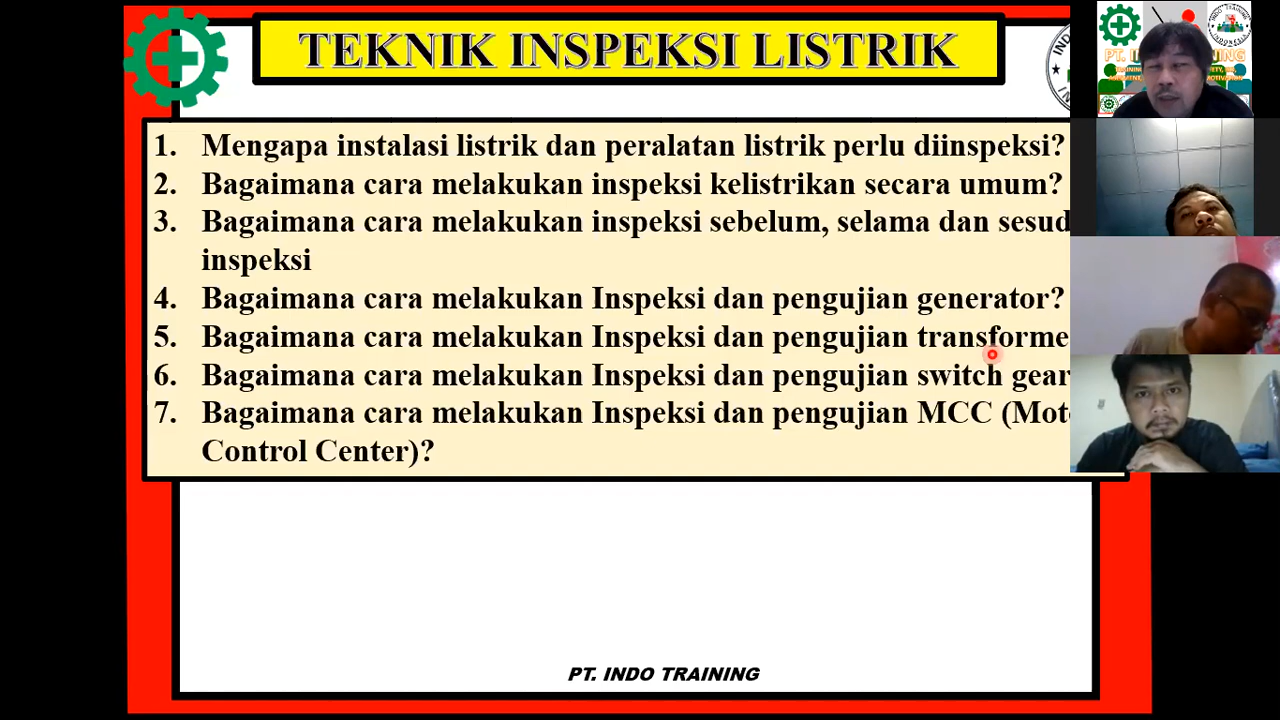 TEKNIK INSPEKSI LISTRIK
1. Mengapa instalasi listrik dan peralatan listrik perlu diinspeksi?
2. Bagaimana cara melakukan inspeksi kelistrikan secara umum?
3. Bagaimana cara melakukan inspeksi sebelum, selama dan sesud
inspeksi
4. Bagaimana cara melakukan Inspeksi dan pengujian generator?
5. Bagaimana cara melakukan Inspeksi dan pengujian transforme
6. Bagaimana cara melakukan Inspeksi dan pengujian switch gear
7. Bagaimana cara melakukan Inspeksi dan pengujian MCC (Mot
Control Center)?
PT. INDO TRAINING